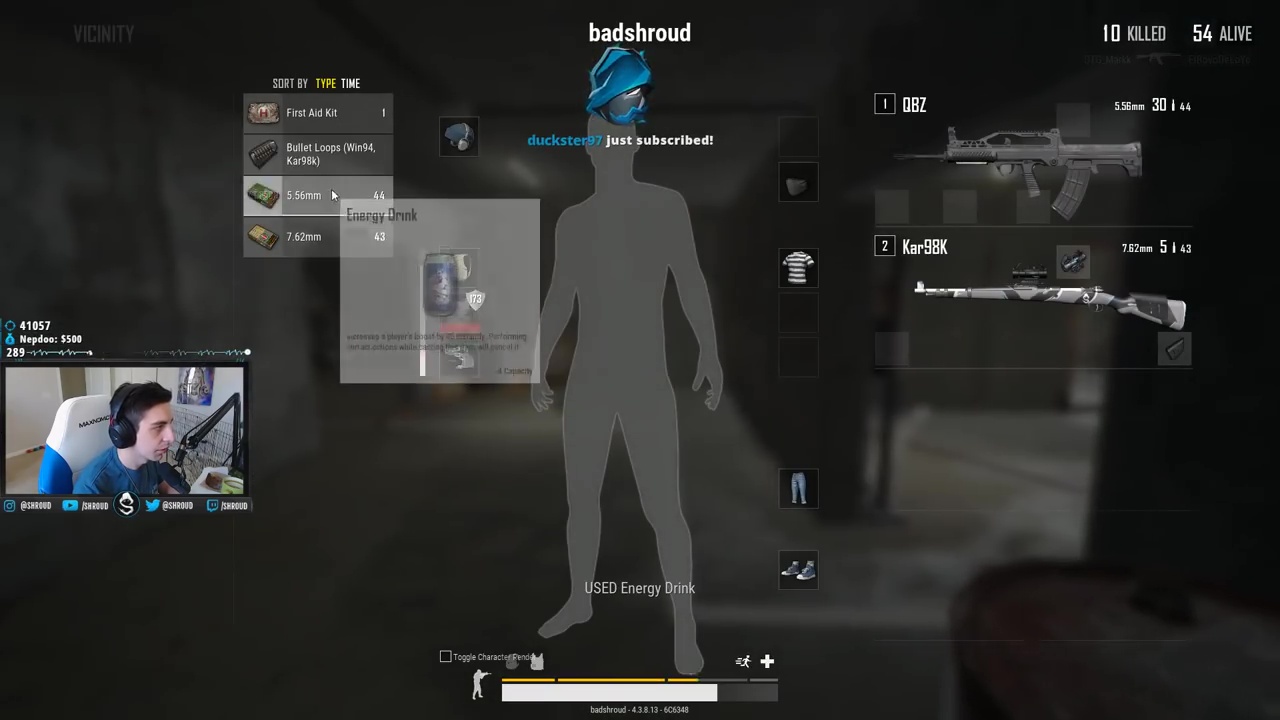 VICINITY
badshroud
10 KILLED
54 ALIVE
SORT BY TYPE TIME
First Aid Kit 1
Bullet Loops (Win94,
Kar98k)
5.56mm 44
7.62mm 43
Energy Drink
173
4 Capacity
duckster97 just subscribed!
1 QBZ 5.56mm 30 44
2 Kar98K 7.62mm 5 43
41057
Nepdoo: $500
289
MAXNOMIC
@SHROUD /SHROUD @SHROUD /SHROUD
USED Energy Drink
Toggle Character Render
badshroud - 4.3.8.13 - 6C6348